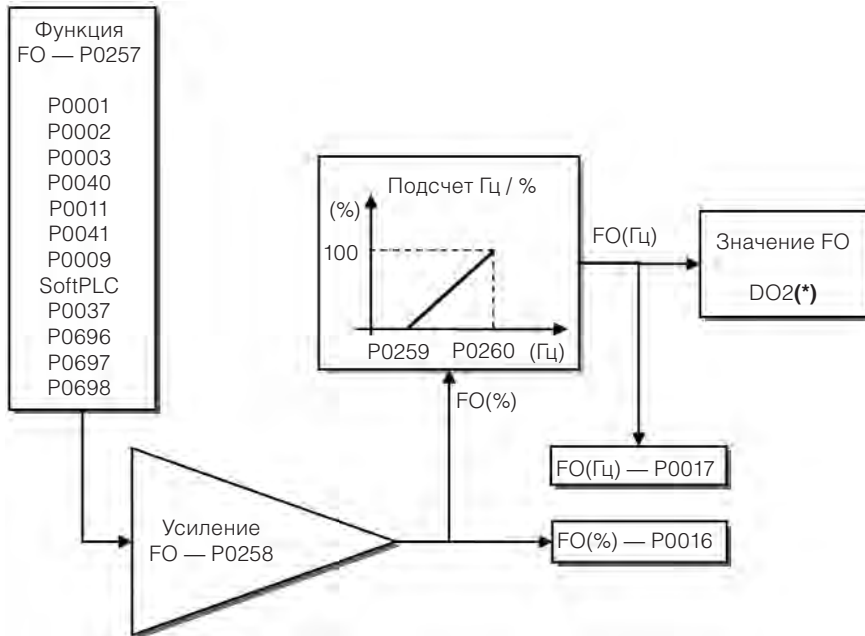 Функция
FO — P0257
P0001
P0002
P0003
P0040
P0011
P0041
P0009
SoftPLC
P0037
P0696
P0697
P0698
Подсчет Гц / %
(%)
100
P0259 P0260 (Гц)
FO(Гц)
Значение FO
DO2(*)
FO(%)
FO(Гц) — P0017
Усиление
FO — P0258
FO(%) — P0016